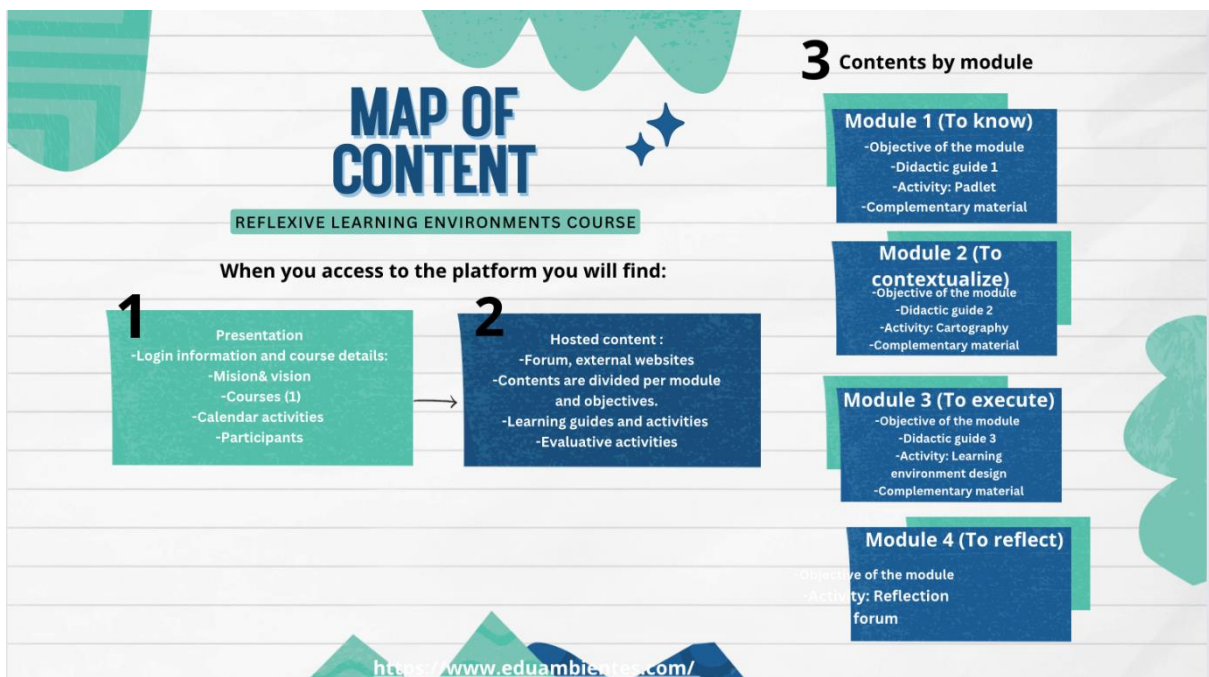 MAP OF
CONTENT
REFLEXIVE LEARNING ENVIRONMENTS COURSE
When you access to the platform you will find:
1
Presentation
-Login information and course details:
-Mision& vision
-Courses (1)
-Calendar activities
-Participants
2
Hosted content :
-Forum, external websites
-Contents are divided per module
and objectives.
-Learning guides and activities
-Evaluative activities
3 Contents by module
Module 1 (To know)
-Objective of the module
-Didactic guide 1
-Activity: Padlet
-Complementary material
Module 2 (To
contextualize)
-Objective of the module
-Didactic guide 2
-Activity: Cartography
-Complementary material
Module 3 (To execute)
-Objective of the module
-Didactic guide 3
-Activity: Learning
environment design
-Complementary material
Module 4 (To reflect)
-Objective of the module
-Activity: Reflection
forum
https://www.eduambientes.com/